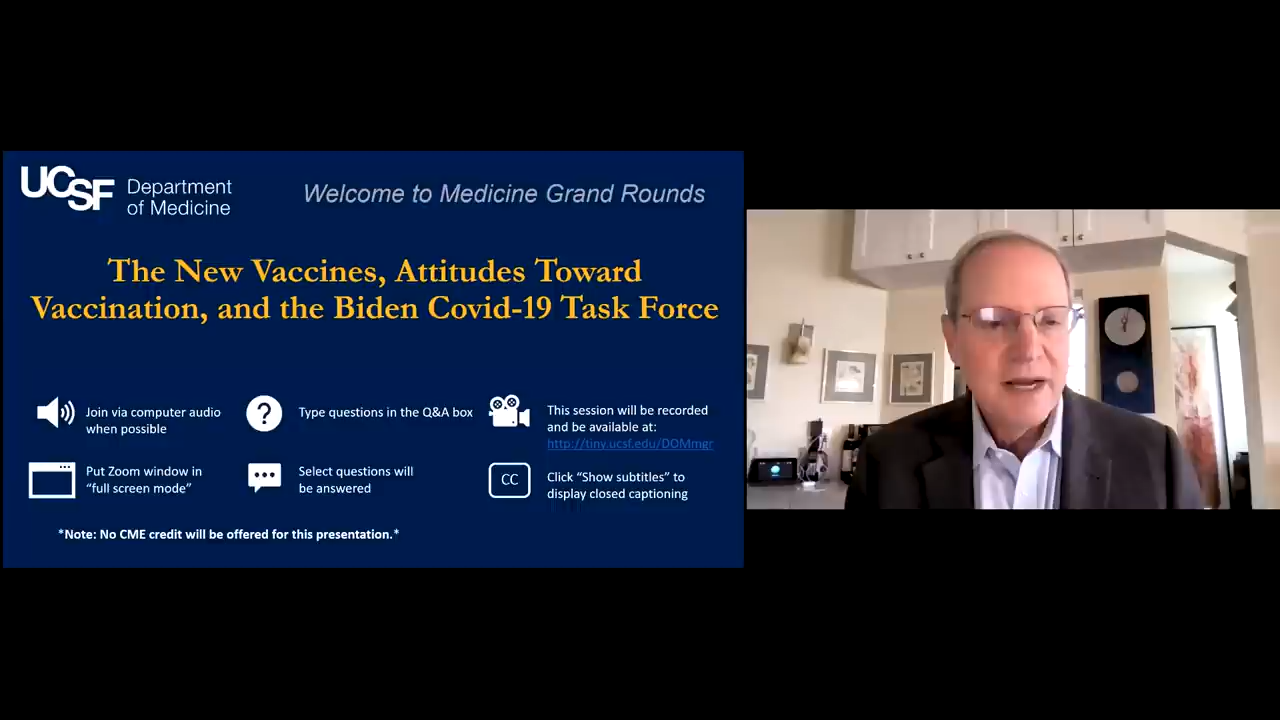 UCSF Department
of Medicine
Welcome to Medicine Grand Rounds
The New Vaccines, Attitudes Toward
Vaccination, and the Biden Covid-19 Task Force
Join via computer audio
when possible
?
Type questions in the Q&A box
This session will be recorded
and be available at:
http://tiny.ucsf.edu/DOMmgr
Put Zoom window in
“full screen mode”
Select questions will
be answered
CC
Click “Show subtitles” to
display closed captioning
*Note: No CME credit will be offered for this presentation.*